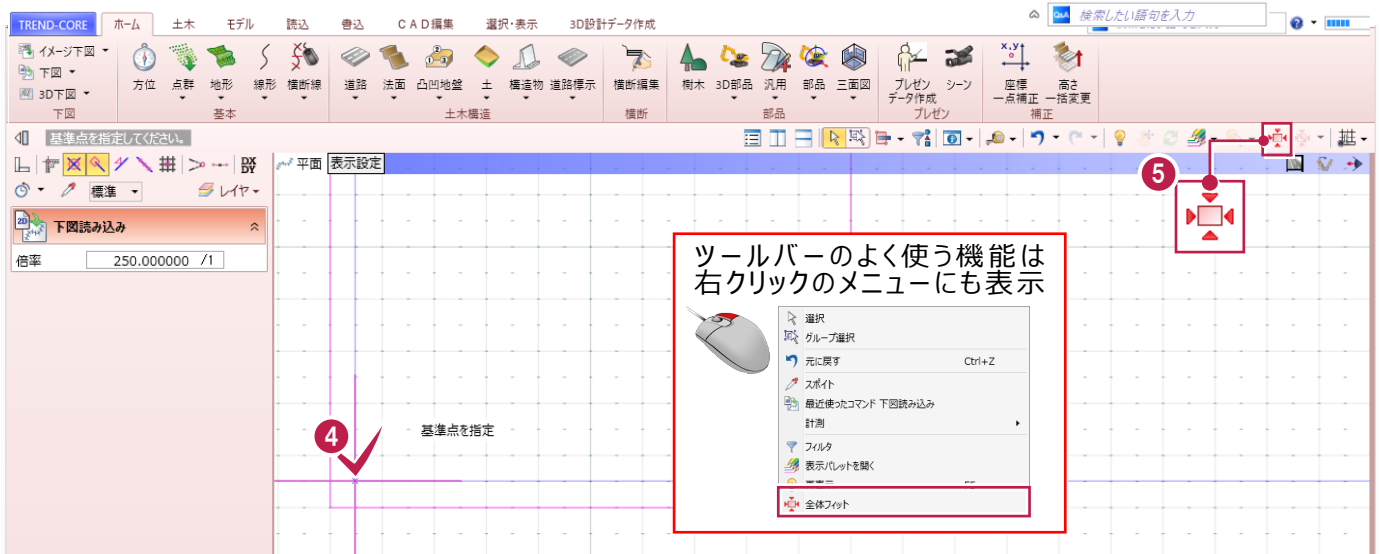 TREND-CORE ホーム 土木 モデル 読込 書込 CAD編集 選択・表示 3D設計データ作成
Q&A 検索したい語句を入力
イメージ下図
下図
3D下図
方位 点群 地形 線形 横断線 道路 法面 凸凹地盤 土 構造物 道路標示 横断編集 樹木 3D部品 汎用 部品 三面図 プレゼンデータ作成 シーン 座標一点補正 高さ一括変更
下図 基本 土木構造 横断 部品 プレゼン 補正
基準点を指定してください。
平面 表示設定
標準 レイヤ
5
2D 下図読み込み
倍率 250.000000 /1
ツールバーのよく使う機能は
右クリックのメニューにも表示
選択
グループ選択
元に戻す Ctrl+Z
スポイト
最近使ったコマンド 下図読み込み
計測
フィルタ
表示パレットを開く
全体フィット
4
基準点を指定